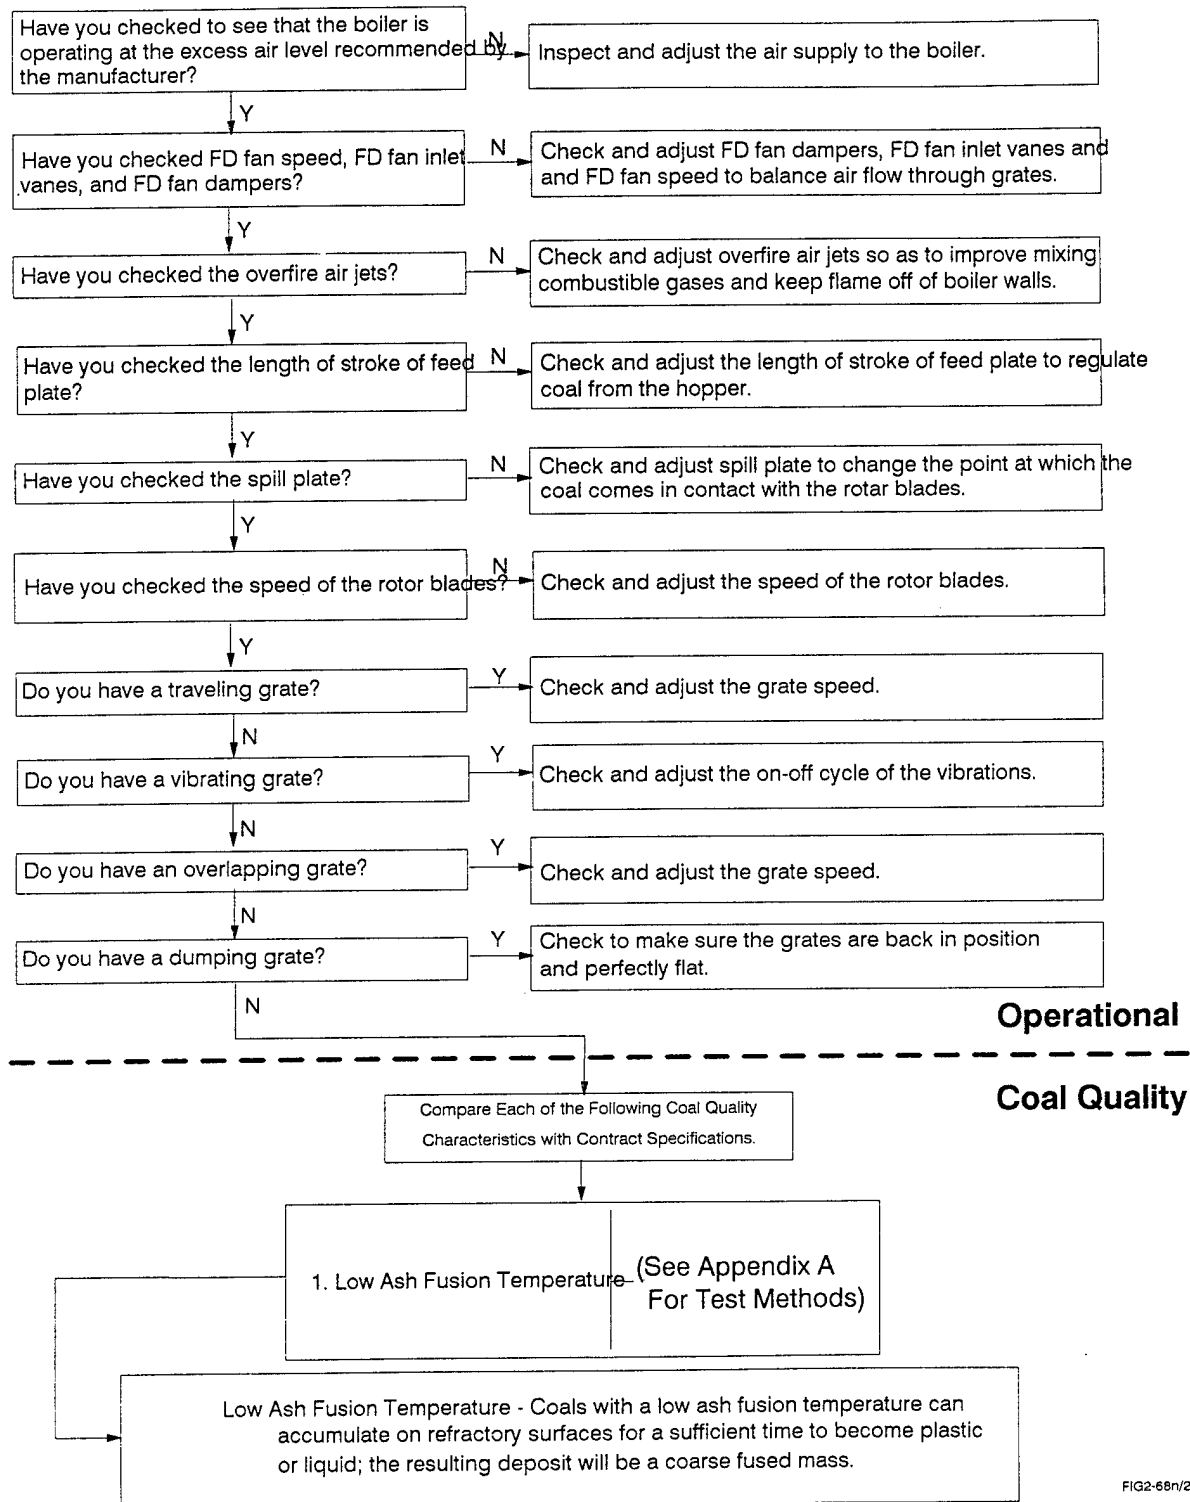 Have you checked to see that the boiler is
operating at the excess air level recommended by
the manufacturer?
N
Inspect and adjust the air supply to the boiler.
Y
Have you checked FD fan speed, FD fan inlet
vanes, and FD fan dampers?
N
Check and adjust FD fan dampers, FD fan inlet vanes and
and FD fan speed to balance air flow through grates.
Y
Have you checked the overfire air jets?
N
Check and adjust overfire air jets so as to improve mixing
combustible gases and keep flame off of boiler walls.
Y
Have you checked the length of stroke of feed
plate?
N
Check and adjust the length of stroke of feed plate to regulate
coal from the hopper.
Y
Have you checked the spill plate?
N
Check and adjust spill plate to change the point at which the
coal comes in contact with the rotar blades.
Y
Have you checked the speed of the rotor blades?
N
Check and adjust the speed of the rotor blades.
Y
Do you have a traveling grate?
Y
Check and adjust the grate speed.
N
Do you have a vibrating grate?
Y
Check and adjust the on-off cycle of the vibrations.
N
Do you have an overlapping grate?
Y
Check and adjust the grate speed.
N
Do you have a dumping grate?
Y
Check to make sure the grates are back in position
and perfectly flat.
N
Operational
Coal Quality
Compare Each of the Following Coal Quality
Characteristics with Contract Specifications.
1. Low Ash Fusion Temperature
(See Appendix A
For Test Methods)
Low Ash Fusion Temperature - Coals with a low ash fusion temperature can
accumulate on refractory surfaces for a sufficient time to become plastic
or liquid; the resulting deposit will be a coarse fused mass.
FIG2-68n/2